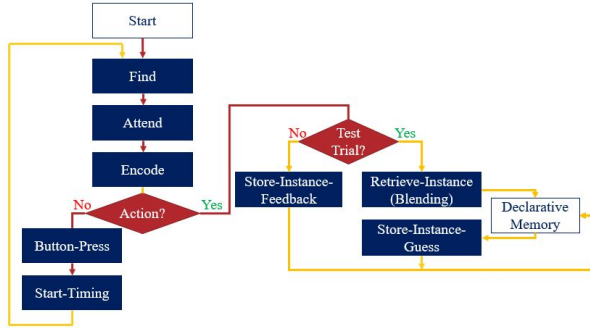 Start
Find
Attend
Encode
No
Action?
Yes
Button-Press
Start-Timing
No
Test
Trial?
Yes
Store-Instance-
Feedback
Retrieve-Instance
(Blending)
Declarative
Memory
Store-Instance-
Guess